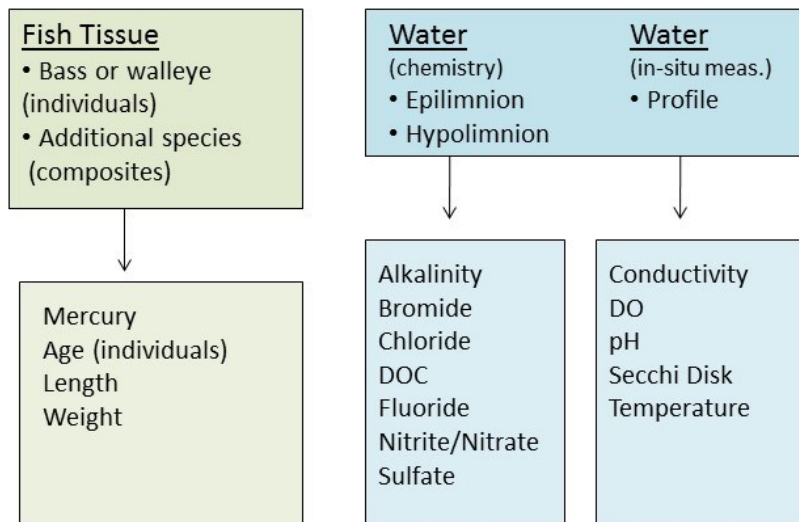 Fish Tissue
• Bass or walleye
(individuals)
• Additional species
(composites)
Water
(chemistry)
• Epilimnion
• Hypolimnion
Water
(in-situ meas.)
• Profile
Mercury
Age (individuals)
Length
Weight
Alkalinity
Bromide
Chloride
DOC
Fluoride
Nitrite/Nitrate
Sulfate
Conductivity
DO
pH
Secchi Disk
Temperature